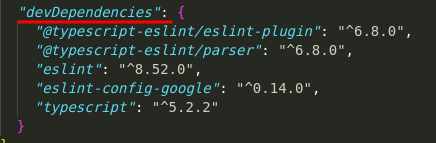 "devDependencies": {
"@typescript-eslint/eslint-plugin": "^6.8.0",
"@typescript-eslint/parser": "^6.8.0",
"eslint": "^8.52.0",
"eslint-config-google": "^0.14.0",
"typescript": "^5.2.2"
}
}